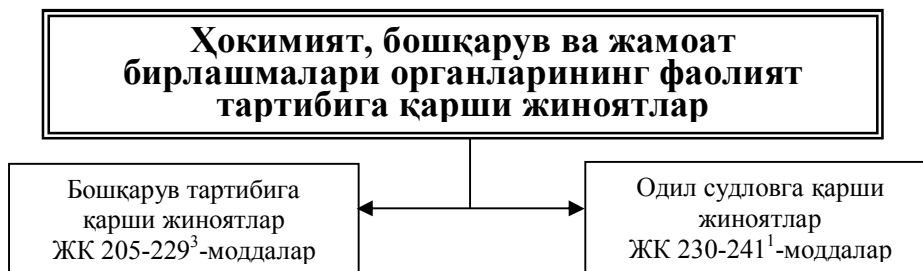 Ҳокимият, бошқарув ва жамоат
бирлашмалари органларининг фаолият
тартибига қарши жиноятлар
Бошқарув тартибига
қарши жиноятлар
ЖК 205-229³-моддалар
Одил судловга қарши
жиноятлар
ЖК 230-241¹-моддалар